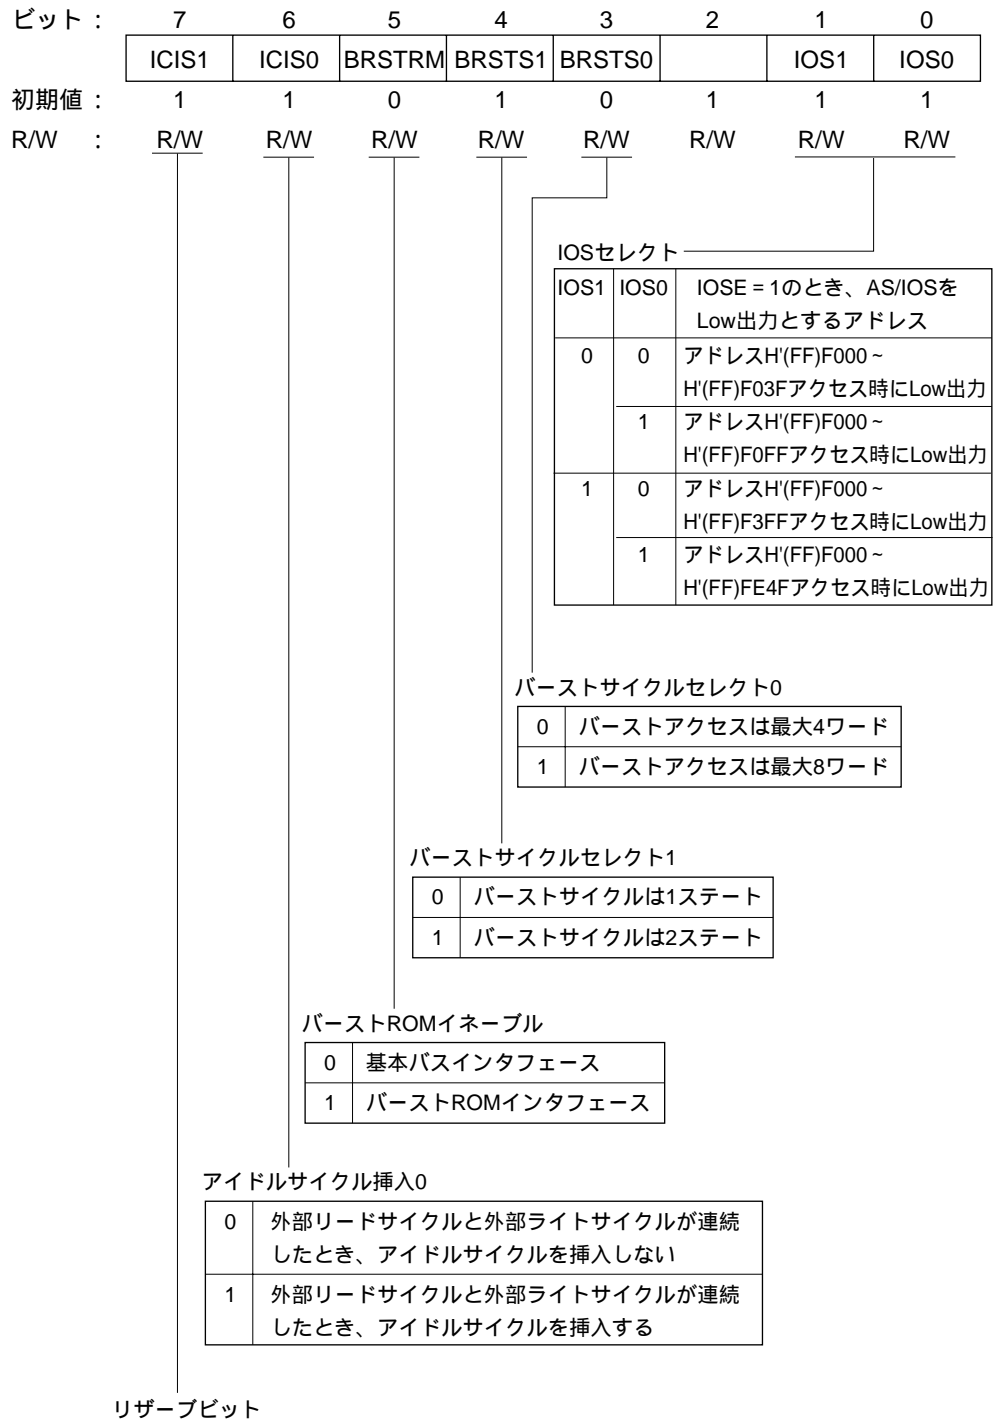 ビット： 7 6 5 4 3 2 1 0
ICIS1 ICIS0 BRSTRM BRSTS1 BRSTS0 IOS1 IOS0
初期値： 1 1 0 1 0 1 1 1
R/W ： R/W R/W R/W R/W R/W R/W R/W R/W
IOSセレクト
IOS1 IOS0 IOSE = 1のとき、AS/IOSを
Low出力とするアドレス
0 0 アドレスH'(FF)F000～
H'(FF)F03Fアクセス時にLow出力
1 アドレスH'(FF)F000～
H'(FF)F0FFアクセス時にLow出力
1 0 アドレスH'(FF)F000～
H'(FF)F3FFアクセス時にLow出力
1 アドレスH'(FF)F000～
H'(FF)FE4Fアクセス時にLow出力
バーストサイクルセレクト0
0 バーストアクセスは最大4ワード
1 バーストアクセスは最大8ワード
バーストサイクルセレクト1
0 バーストサイクルは1ステート
1 バーストサイクルは2ステート
バーストROMイネーブル
0 基本バスインタフェース
1 バーストROMインタフェース
アイドルサイクル挿入0
0 外部リードサイクルと外部ライトサイクルが連続
したとき、アイドルサイクルを挿入しない
1 外部リードサイクルと外部ライトサイクルが連続
したとき、アイドルサイクルを挿入する
リザーブビット